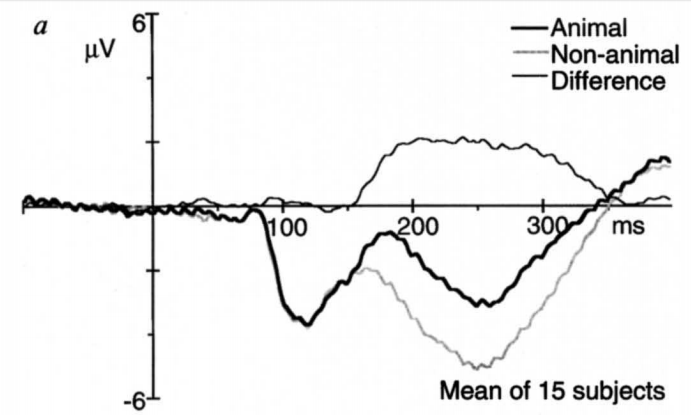 a
6
μV
Animal
Non-animal
Difference
100
200
300
ms
-6
Mean of 15 subjects